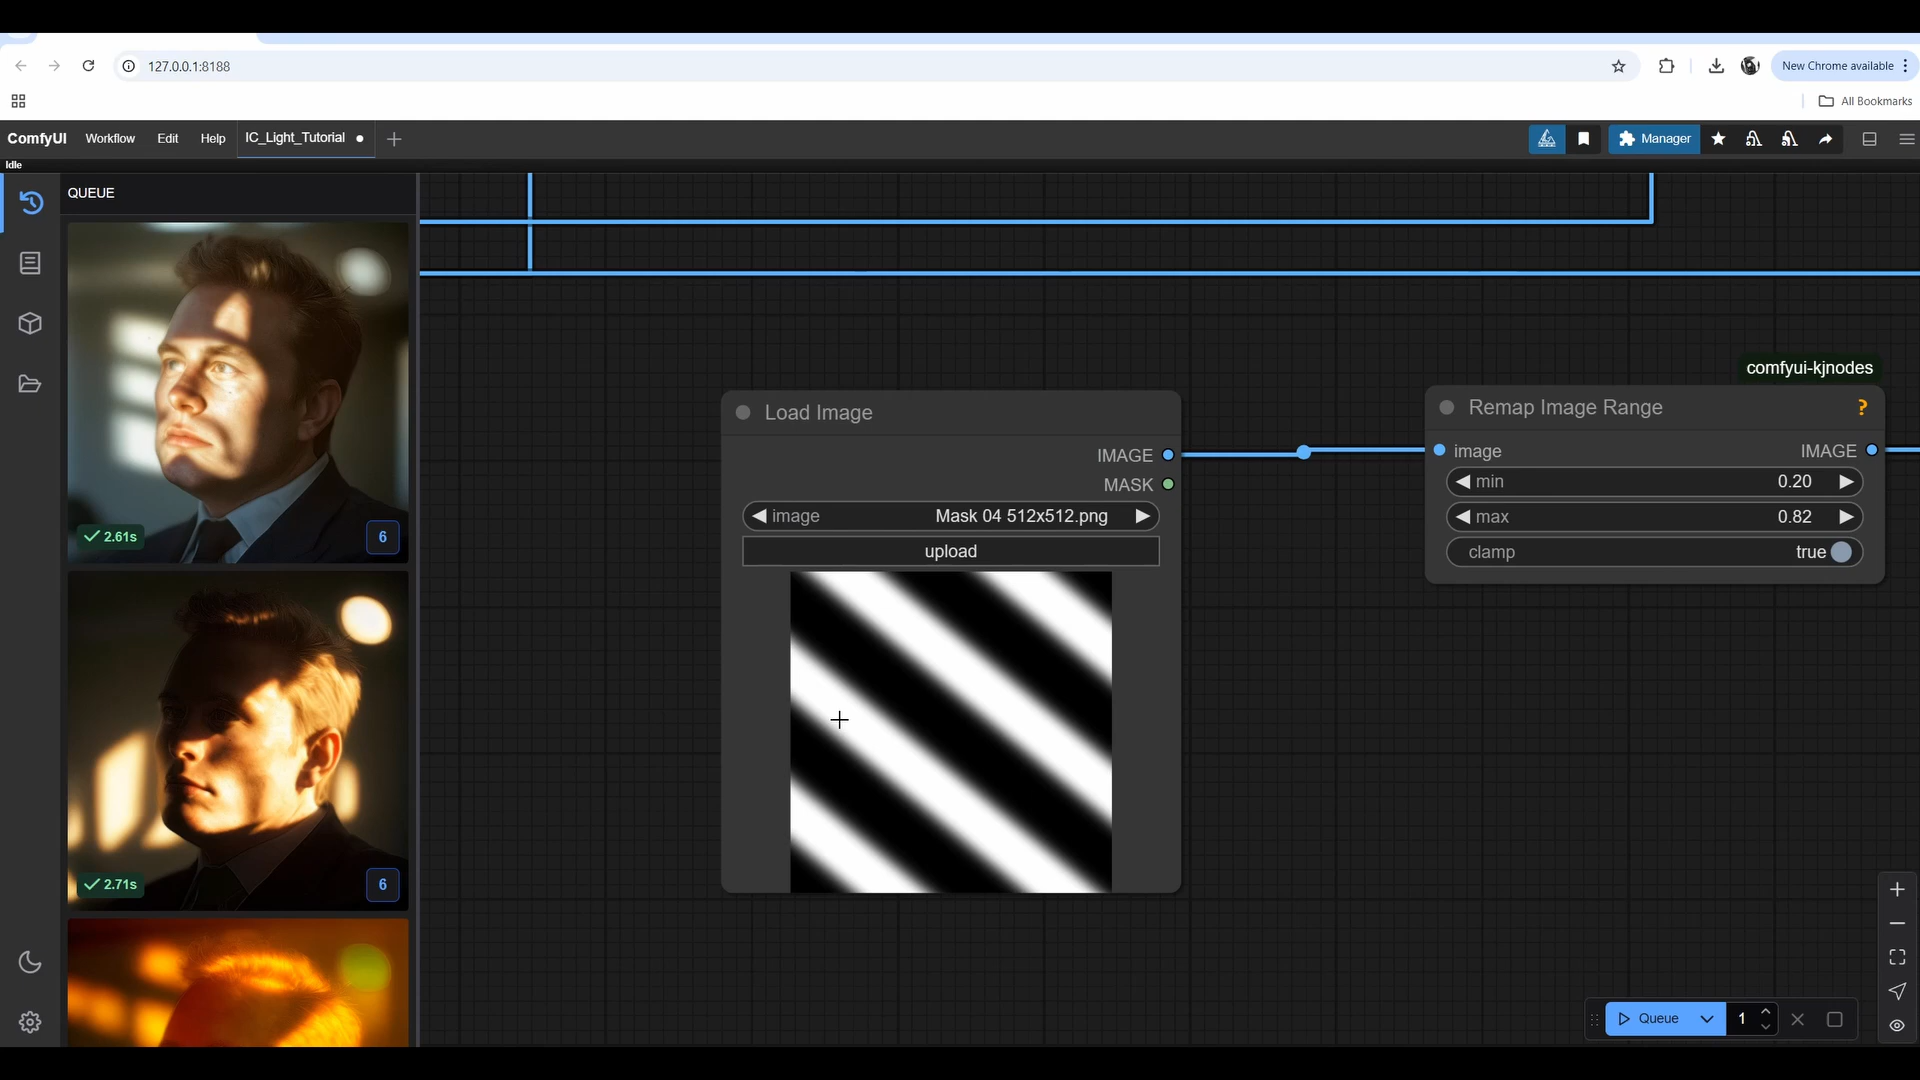 127.0.0.1:8188
New Chrome available
All Bookmarks
ComfyUI
Workflow
Edit
Help
IC_Light_Tutorial
Manager
Idle
QUEUE
2.61s
6
2.71s
6
Load Image
IMAGE
MASK
image
Mask 04 512x512.png
upload
comfyui-kjnodes
Remap Image Range
?
image
IMAGE
min
0.20
max
0.82
clamp
true
Queue
1